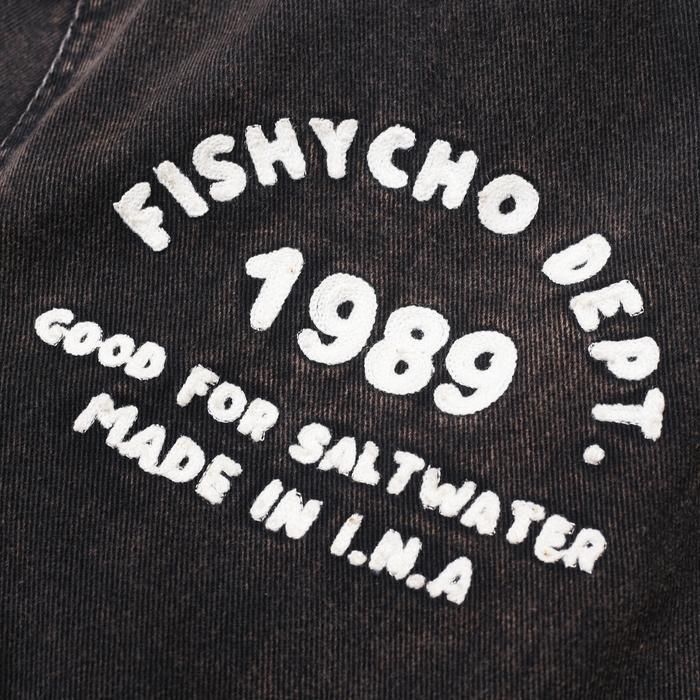 FISHYCHO DEPT.
1989
GOOD FOR SALTWATER
MADE IN I.N.A